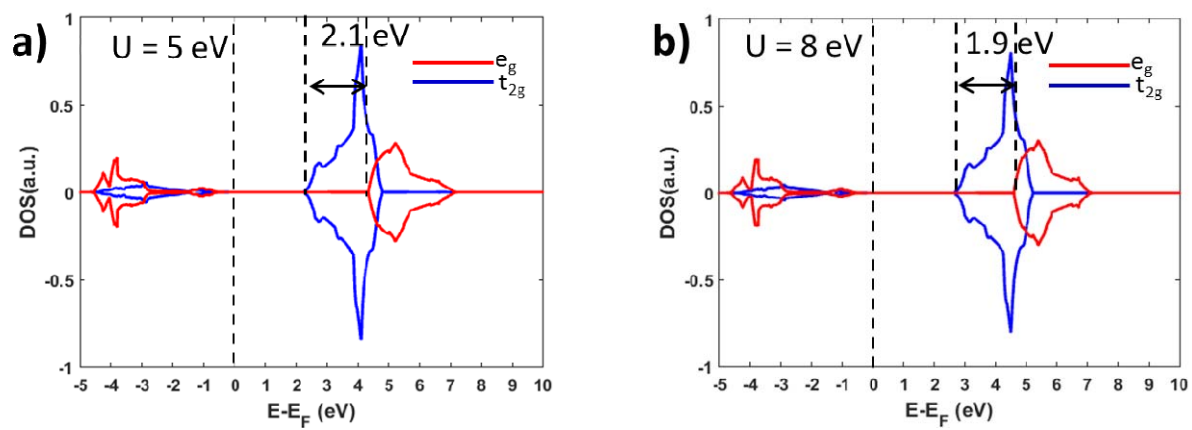 a)
U = 5 eV
2.1 eV
e_g
t_2g
1
0.5
0
-0.5
-1
DOS(a.u.)
-5 -4 -3 -2 -1 0 1 2 3 4 5 6 7 8 9 10
E-E_F (eV)
b)
U = 8 eV
1.9 eV
e_g
t_2g
1
0.5
0
-0.5
-1
DOS(a.u.)
-5 -4 -3 -2 -1 0 1 2 3 4 5 6 7 8 9 10
E-E_F (eV)